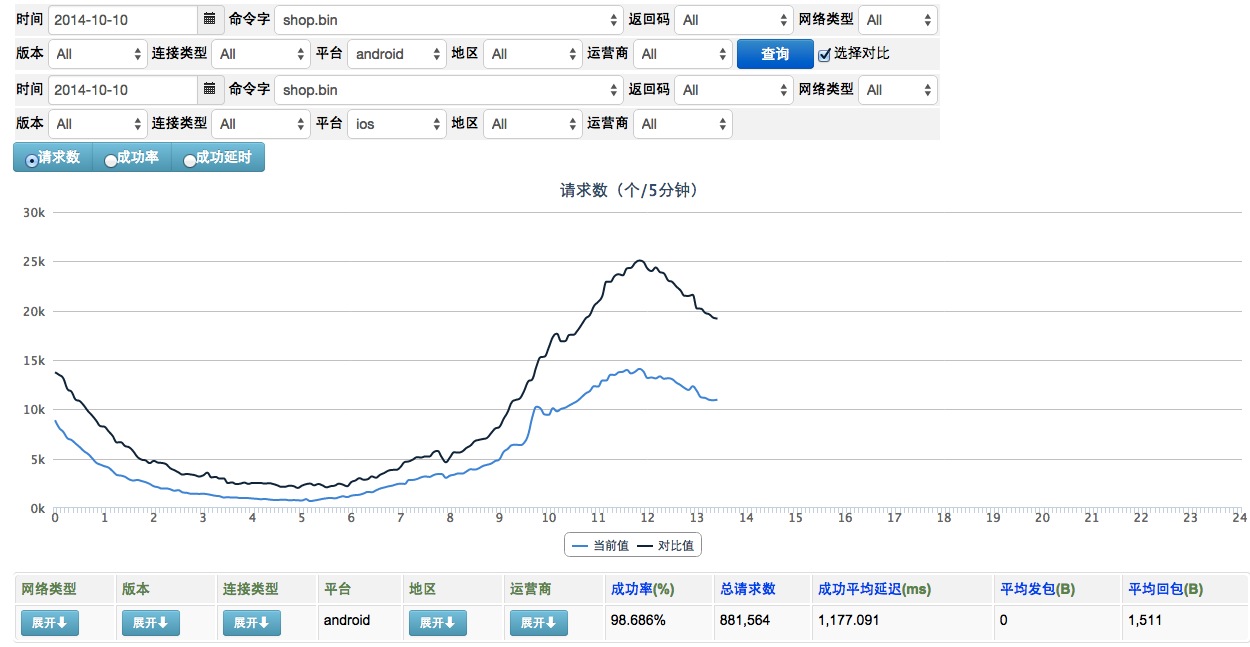 时间 2014-10-10 命令字 shop.bin 返回码 All 网络类型 All
版本 All 连接类型 All 平台 android 地区 All 运营商 All 查询 选择对比
时间 2014-10-10 命令字 shop.bin 返回码 All 网络类型 All
版本 All 连接类型 All 平台 ios 地区 All 运营商 All
请求数 成功率 成功延时
请求数（个/5分钟）
30k
25k
20k
15k
10k
5k
0k
0 1 2 3 4 5 6 7 8 9 10 11 12 13 14 15 16 17 18 19 20 21 22 23 24
当前值 对比值
网络类型 版本 连接类型 平台 地区 运营商 成功率(%) 总请求数 成功平均延迟(ms) 平均发包(B) 平均回包(B)
展开 展开 展开 android 展开 展开 98.686% 881,564 1,177.091 0 1,511